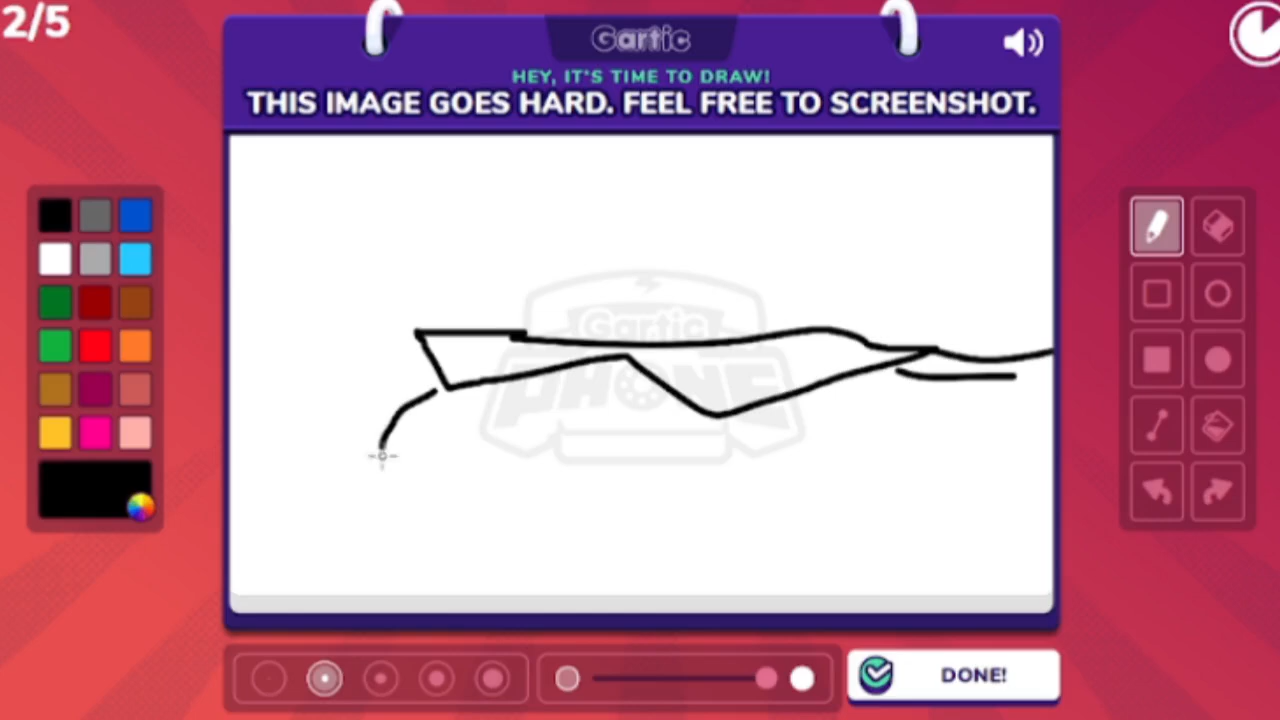 2/5
Gartic
HEY, IT'S TIME TO DRAW!
THIS IMAGE GOES HARD. FEEL FREE TO SCREENSHOT.
Gartic
PHONE
DONE!